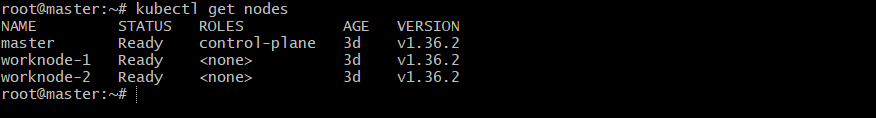 root@master:~# kubectl get nodes
NAME         STATUS   ROLES           AGE   VERSION
master       Ready    control-plane   3d    v1.36.2
worknode-1   Ready    <none>          3d    v1.36.2
worknode-2   Ready    <none>          3d    v1.36.2
root@master:~#